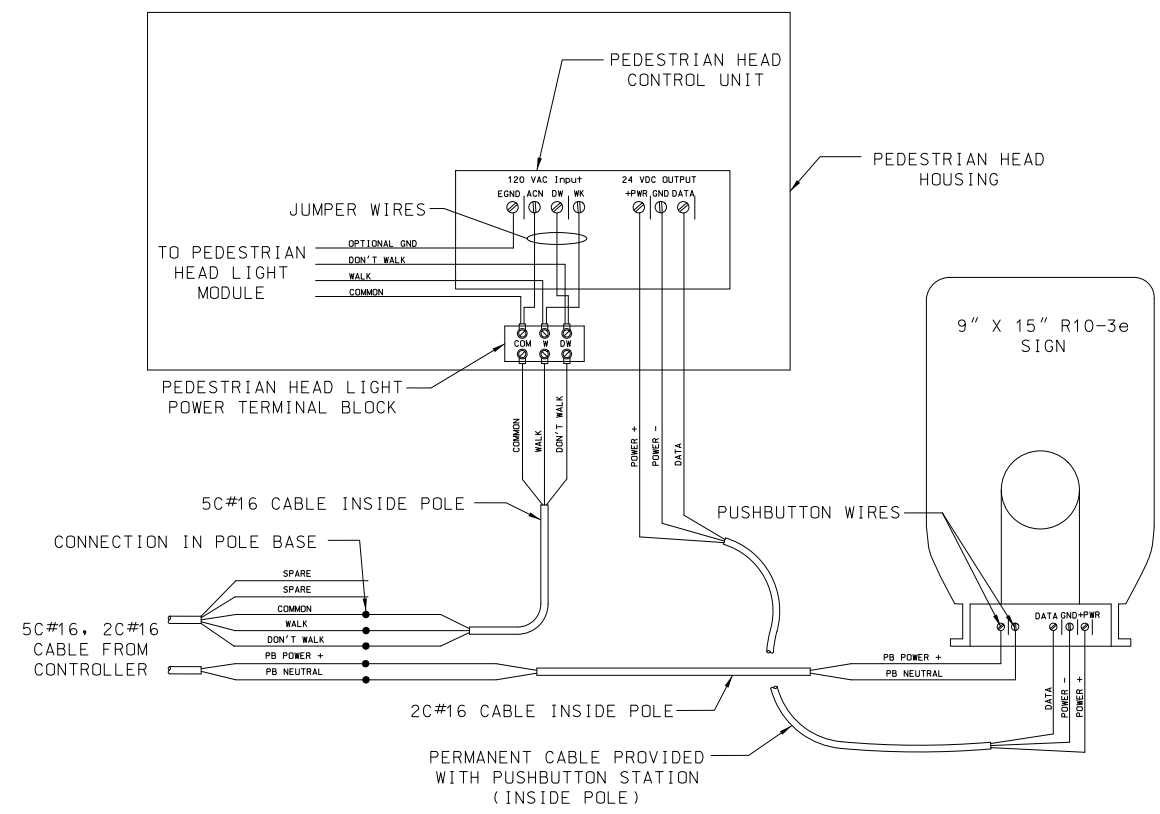 PEDESTRIAN HEAD
CONTROL UNIT
PEDESTRIAN HEAD
HOUSING
120 VAC Input
24 VDC OUTPUT
EGND ACN DW WK
+PWR GND DATA
JUMPER WIRES
TO PEDESTRIAN
HEAD LIGHT
MODULE
OPTIONAL GND
DON'T WALK
WALK
COMMON
COM W DW
PEDESTRIAN HEAD LIGHT
POWER TERMINAL BLOCK
9" X 15" R10-3e
SIGN
COMMON
WALK
DON'T WALK
POWER +
POWER -
DATA
5C#16 CABLE INSIDE POLE
PUSHBUTTON WIRES
CONNECTION IN POLE BASE
SPARE
SPARE
COMMON
WALK
DON'T WALK
PB POWER +
PB NEUTRAL
5C#16, 2C#16
CABLE FROM
CONTROLLER
DATA GND +PWR
PB POWER +
PB NEUTRAL
DATA
POWER -
POWER +
2C#16 CABLE INSIDE POLE
PERMANENT CABLE PROVIDED
WITH PUSHBUTTON STATION
(INSIDE POLE)